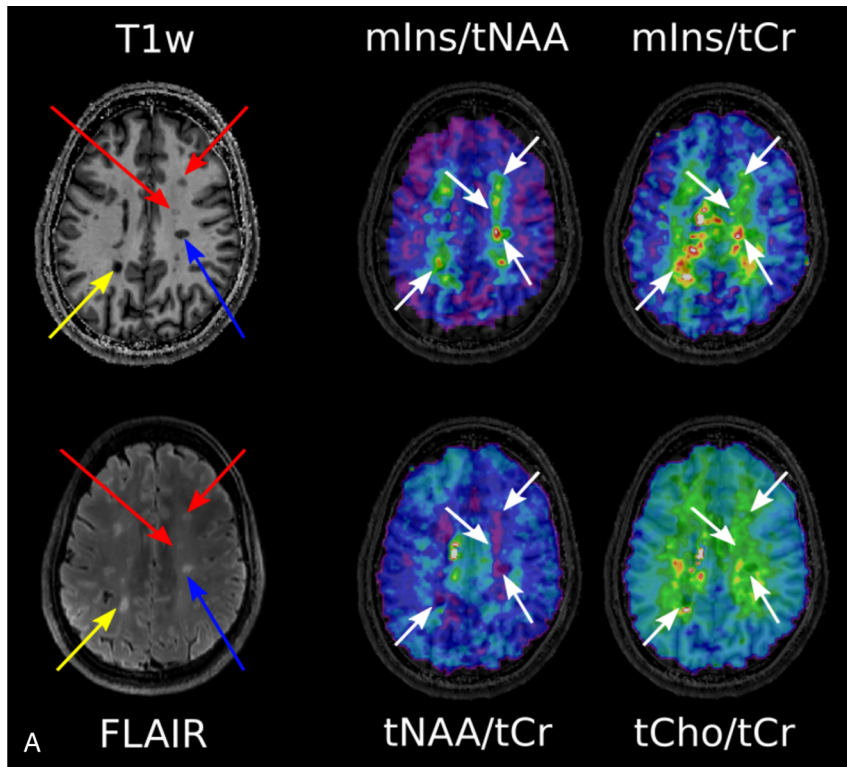 T1w
mIns/tNAA
mIns/tCr
A
FLAIR
tNAA/tCr
tCho/tCr